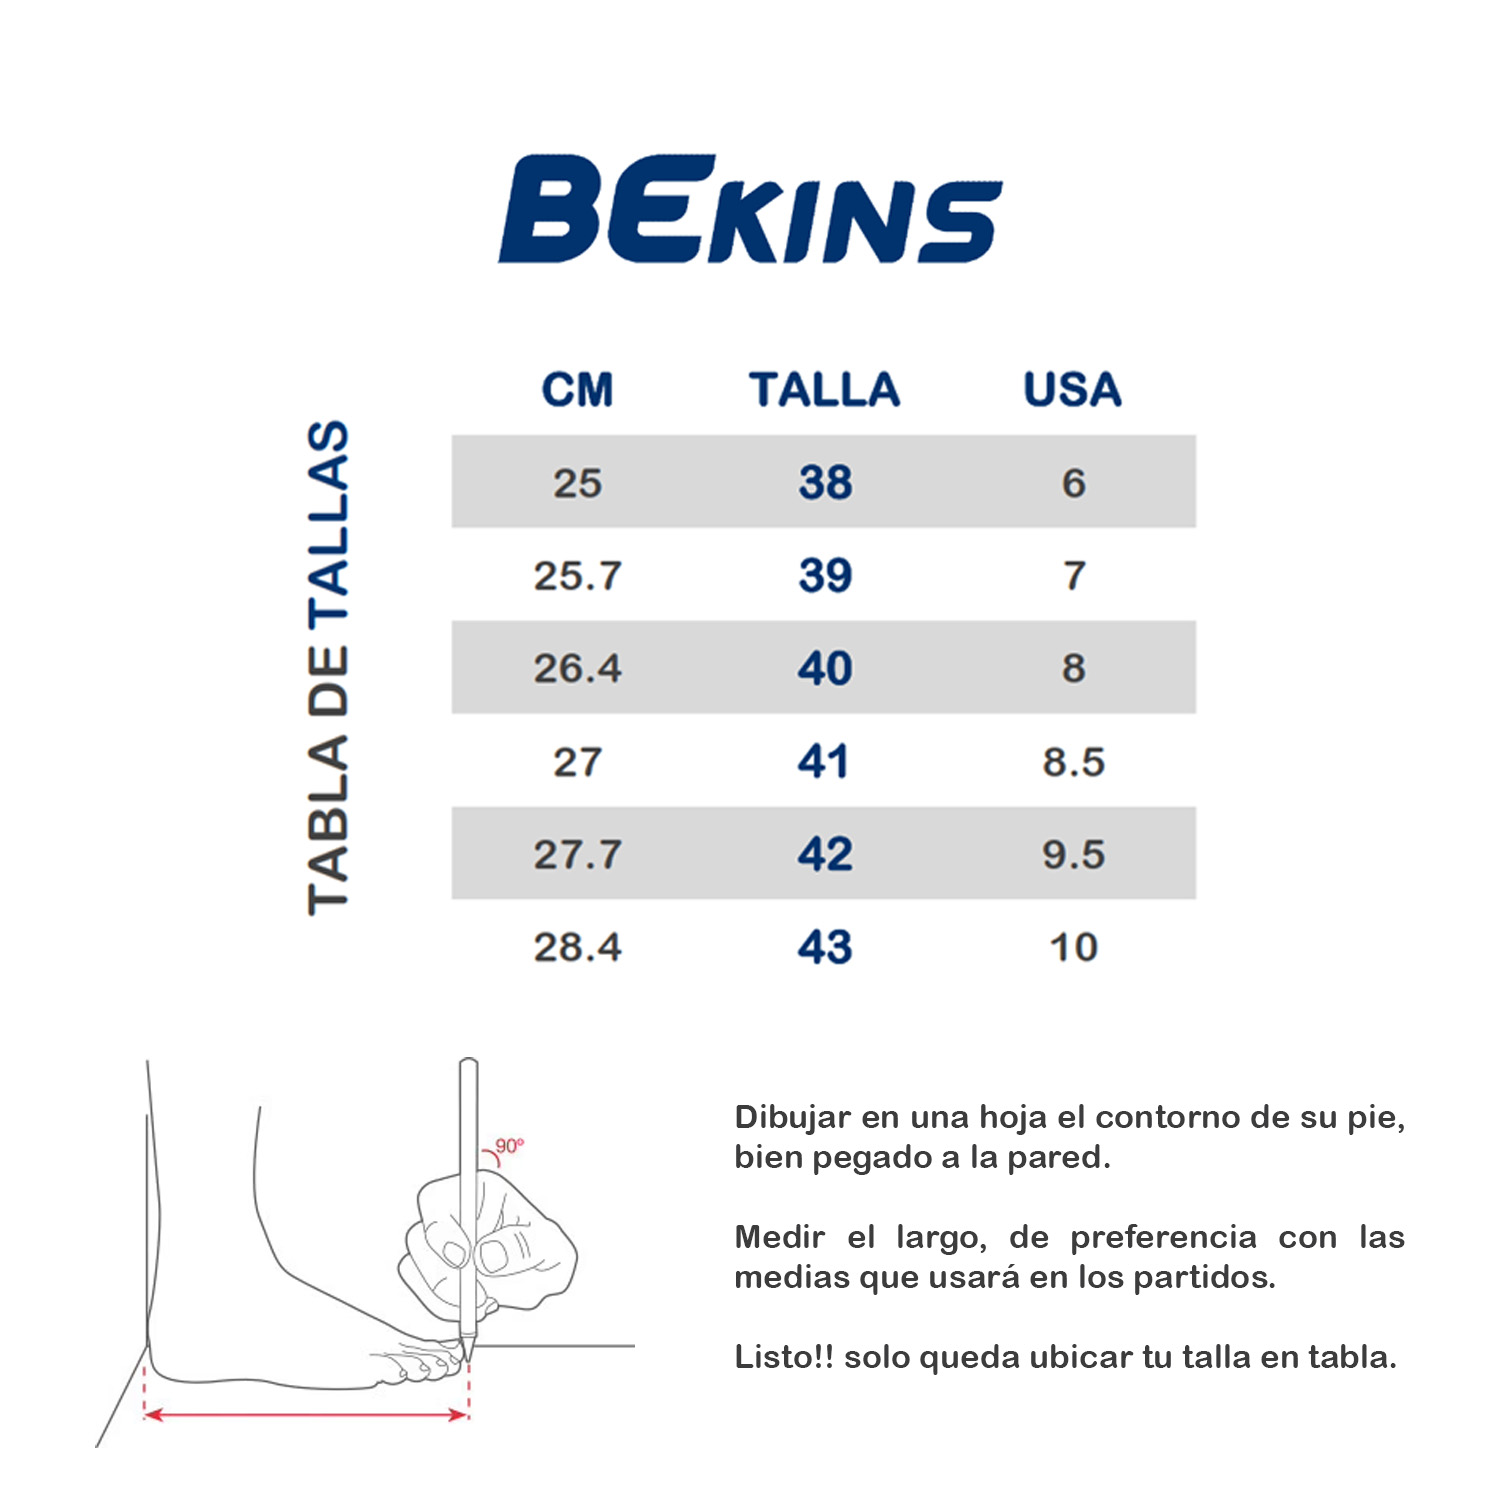 BEKINS
TABLA DE TALLAS
CM TALLA USA
25 38 6
25.7 39 7
26.4 40 8
27 41 8.5
27.7 42 9.5
28.4 43 10
90º
Dibujar en una hoja el contorno de su pie,
bien pegado a la pared.
Medir el largo, de preferencia con las
medias que usará en los partidos.
Listo!! solo queda ubicar tu talla en tabla.